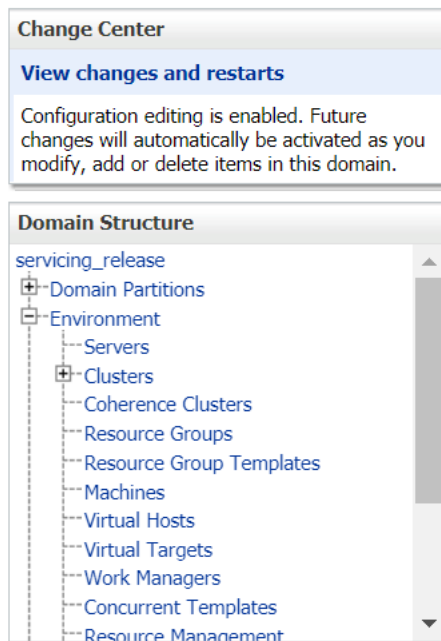 Change Center
View changes and restarts
Configuration editing is enabled. Future
changes will automatically be activated as you
modify, add or delete items in this domain.
Domain Structure
servicing_release
Domain Partitions
Environment
Servers
Clusters
Coherence Clusters
Resource Groups
Resource Group Templates
Machines
Virtual Hosts
Virtual Targets
Work Managers
Concurrent Templates
Resource Management